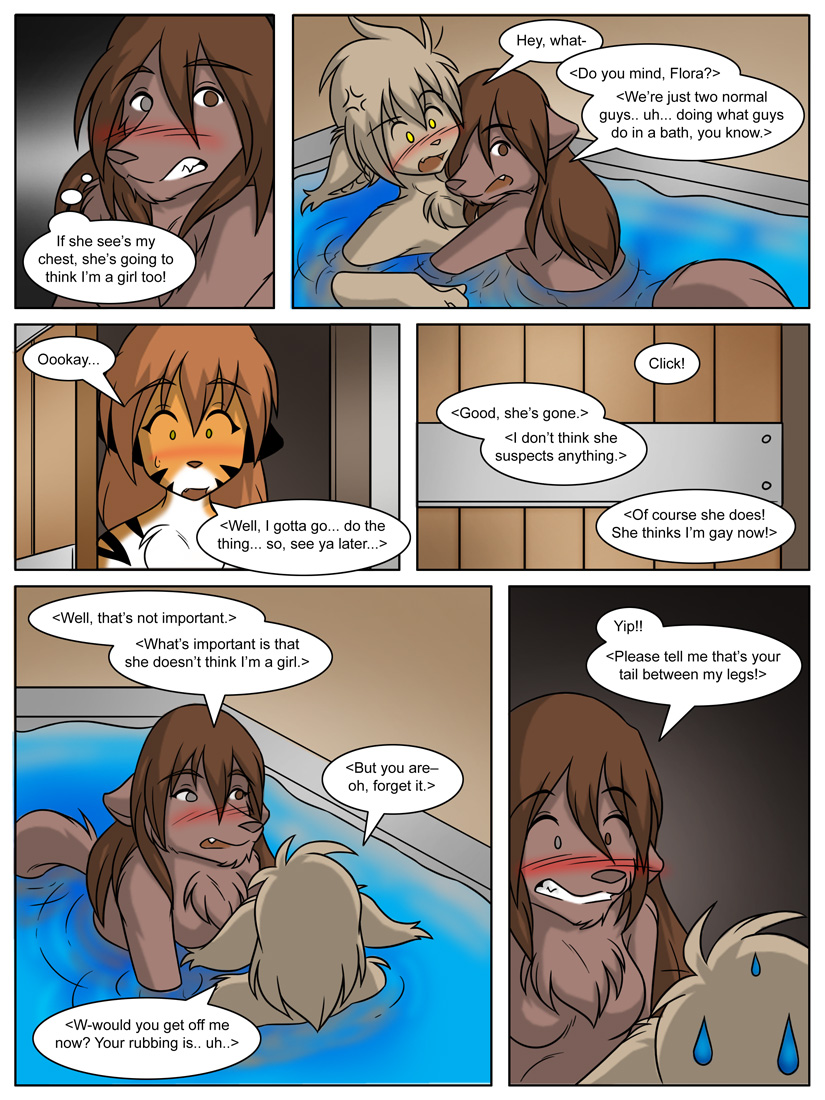 If she see's my
chest, she's going to
think I'm a girl too!
Hey, what-
<Do you mind, Flora?>
<We're just two normal
guys.. uh... doing what guys
do in a bath, you know.>
Oookay...
<Well, I gotta go... do the
thing... so, see ya later...>
Click!
<Good, she's gone.>
<I don't think she
suspects anything.>
<Of course she does!
She thinks I'm gay now!>
<Well, that's not important.>
<What's important is that
she doesn't think I'm a girl.>
<But you are–
oh, forget it.>
<W-would you get off me
now? Your rubbing is.. uh..>
Yip!!
<Please tell me that's your
tail between my legs!>